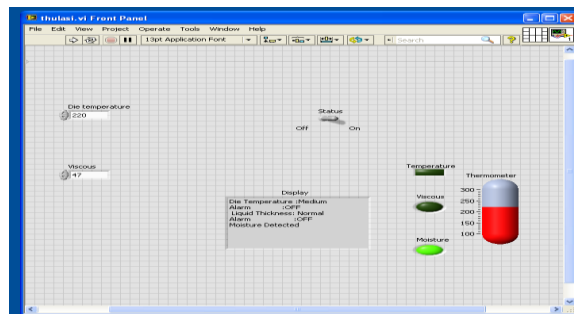 thulasi.vi Front Panel
File Edit View Project Operate Tools Window Help
13pt Application Font
Search
Die temperature
220
Status
Off On
Viscous
47
Temperature
Thermometer
Display
Die Temperature :Medium
Alarm :OFF
Liquid Thickness: Normal
Alarm :OFF
Moisture Detected
Viscous
300
250
200
150
100
Moisture